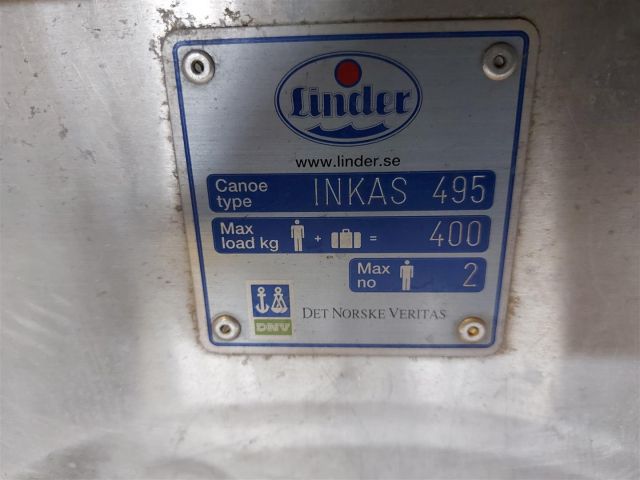 Linder
www.linder.se
Canoe type INKAS 495
Max load kg + = 400
Max no 2
DNV DET NORSKE VERITAS